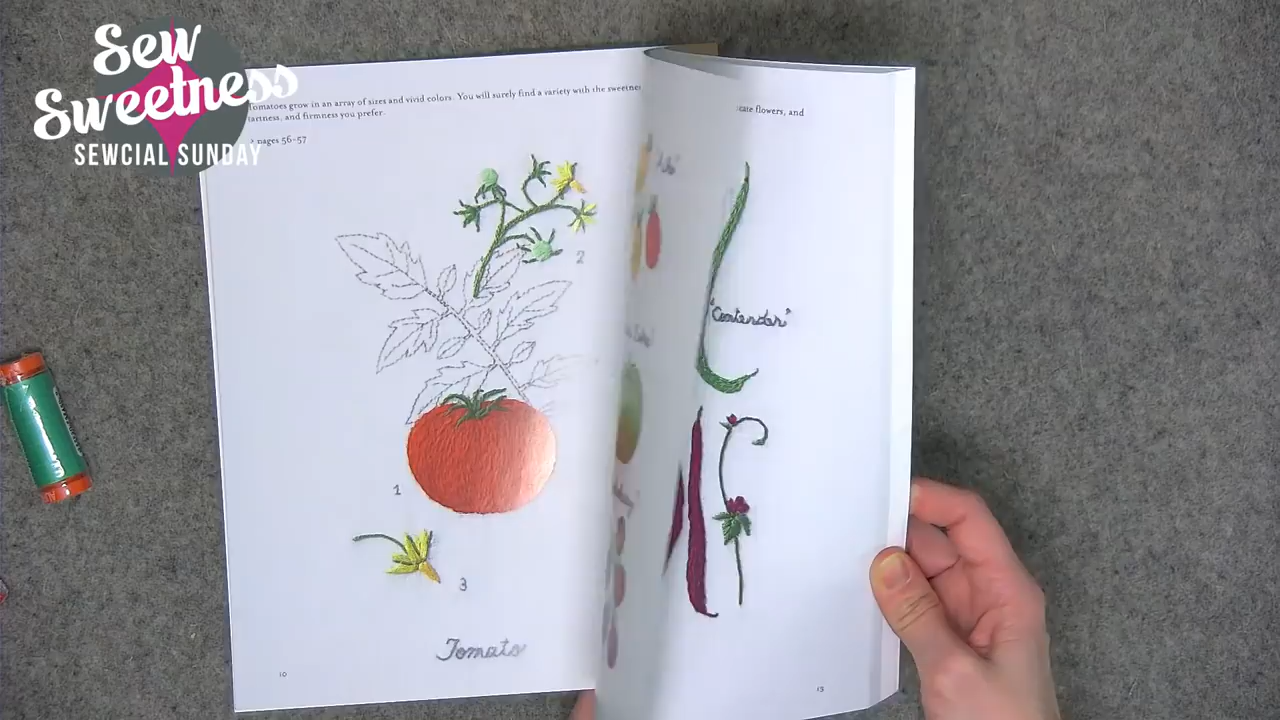 Sew
Sweetness
SEWCIAL SUNDAY
Tomatoes grow in an array of sizes and vivid colors. You will surely find a variety with the
tartness, and firmness you prefer.
> pages 56–57
flowers, and
2
"Contender"
1
3
Tomato
10
13